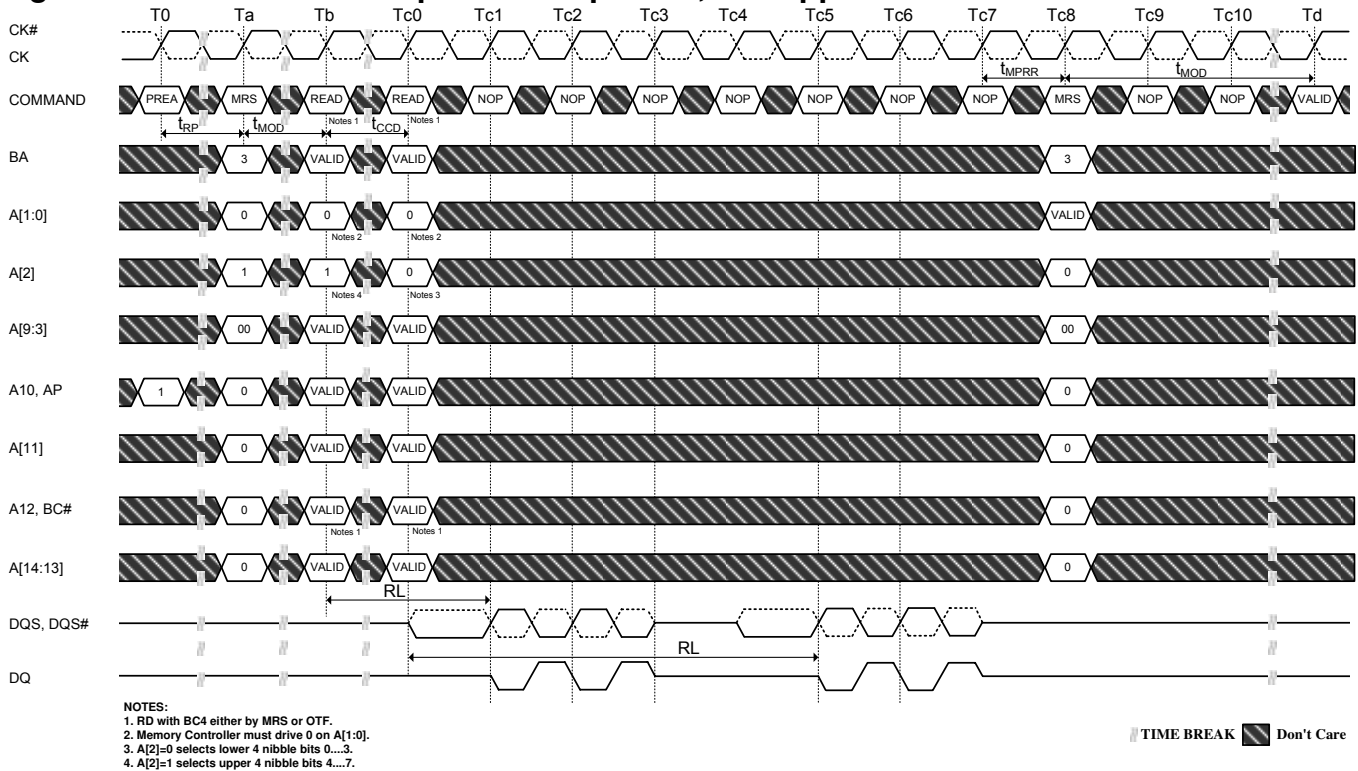 T0 Ta Tb Tc0 Tc1 Tc2 Tc3 Tc4 Tc5 Tc6 Tc7 Tc8 Tc9 Tc10 Td
CK#
CK
tMPRR tMOD
COMMAND PREA MRS READ READ NOP NOP NOP NOP NOP NOP NOP MRS NOP NOP VALID
Notes 1 Notes 1
tRP tMOD tCCD
BA 3 VALID VALID 3
A[1:0] 0 0 0 VALID
Notes 2 Notes 2
A[2] 1 1 0 0
Notes 4 Notes 3
A[9:3] 00 VALID VALID 00
A10, AP 1 0 VALID VALID 0
A[11] 0 VALID VALID 0
A12, BC# 0 VALID VALID 0
Notes 1 Notes 1
A[14:13] 0 VALID VALID 0
RL
DQS, DQS#
RL
DQ
NOTES:
1. RD with BC4 either by MRS or OTF.
2. Memory Controller must drive 0 on A[1:0].
3. A[2]=0 selects lower 4 nibble bits 0....3.
4. A[2]=1 selects upper 4 nibble bits 4....7.
TIME BREAK Don't Care